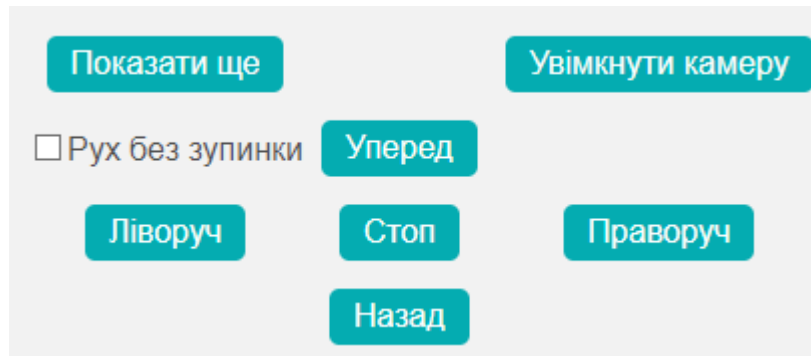 Показати ще Увімкнути камеру
Рух без зупинки Уперед
Ліворуч Стоп Праворуч
Назад